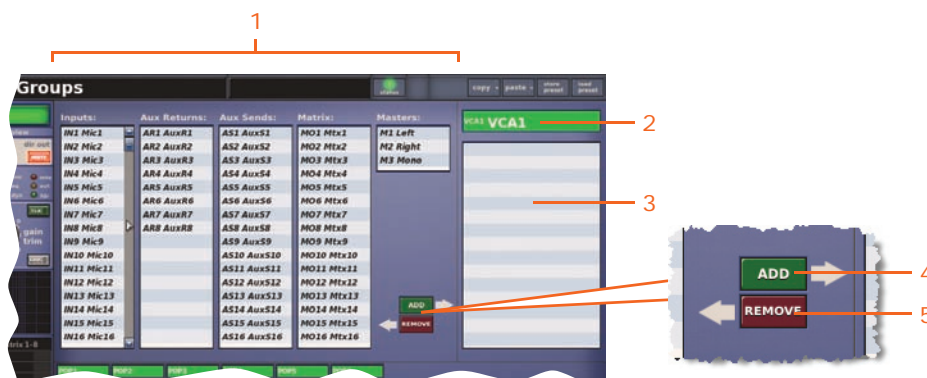 1
Groups
status
copy
paste
store preset
load preset
Inputs: Aux Returns: Aux Sends: Matrix: Masters:
VCA1 VCA1
2
IN1 Mic1 AR1 AuxR1 AS1 AuxS1 MO1 Mtx1 M1 Left
IN2 Mic2 AR2 AuxR2 AS2 AuxS2 MO2 Mtx2 M2 Right
IN3 Mic3 AR3 AuxR3 AS3 AuxS3 MO3 Mtx3 M3 Mono
IN4 Mic4 AR4 AuxR4 AS4 AuxS4 MO4 Mtx4
IN5 Mic5 AR5 AuxR5 AS5 AuxS5 MO5 Mtx5
IN6 Mic6 AR6 AuxR6 AS6 AuxS6 MO6 Mtx6
3
IN7 Mic7 AR7 AuxR7 AS7 AuxS7 MO7 Mtx7
IN8 Mic8 AR8 AuxR8 AS8 AuxS8 MO8 Mtx8
IN9 Mic9 AS9 AuxS9 MO9 Mtx9
IN10 Mic10 AS10 AuxS10 MO10 Mtx10
IN11 Mic11 AS11 AuxS11 MO11 Mtx11
IN12 Mic12 AS12 AuxS12 MO12 Mtx12
IN13 Mic13 AS13 AuxS13 MO13 Mtx13
IN14 Mic14 AS14 AuxS14 MO14 Mtx14
IN15 Mic15 AS15 AuxS15 MO15 Mtx15
IN16 Mic16 AS16 AuxS16 MO16 Mtx16
dir out
gain
trim
ADD
REMOVE
ADD
4
REMOVE
5
POP2
POP3
POP5